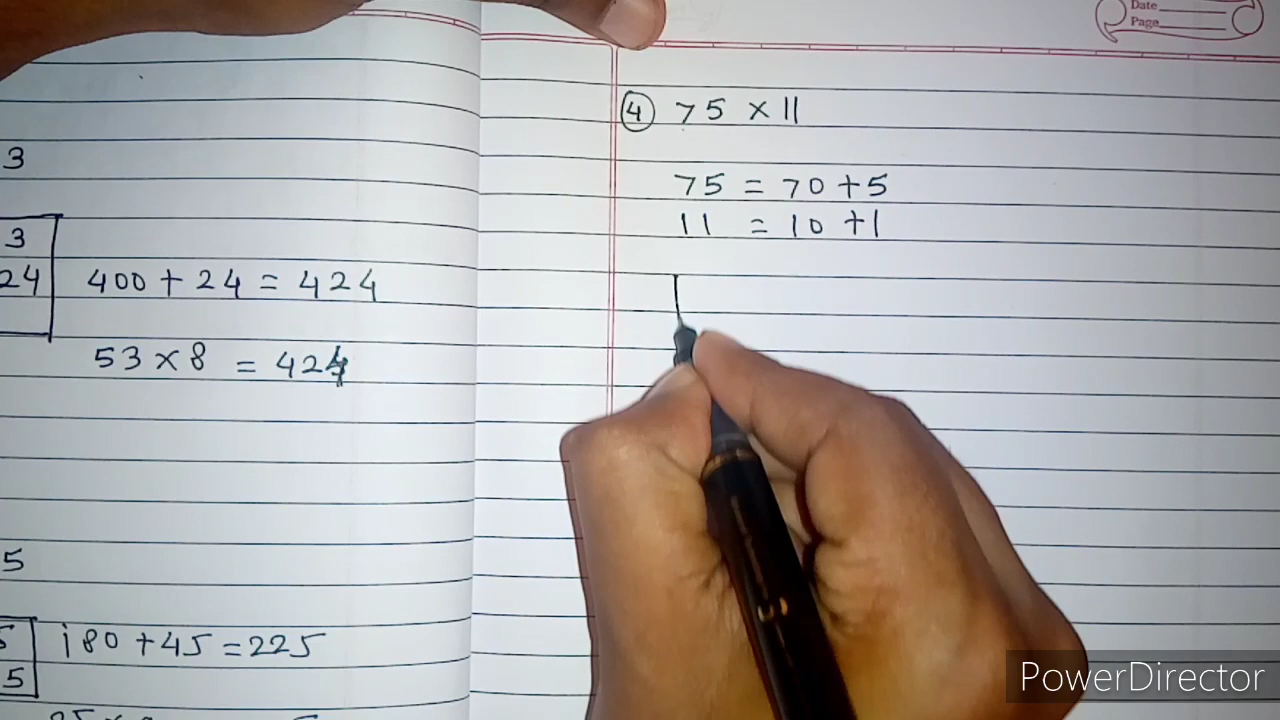 3
3
24
400 + 24 = 424
53 × 8 = 424
5
5
180 + 45 = 225
5
Date
Page
④ 75 × 11
75 = 70 + 5
11 = 10 + 1
PowerDirector